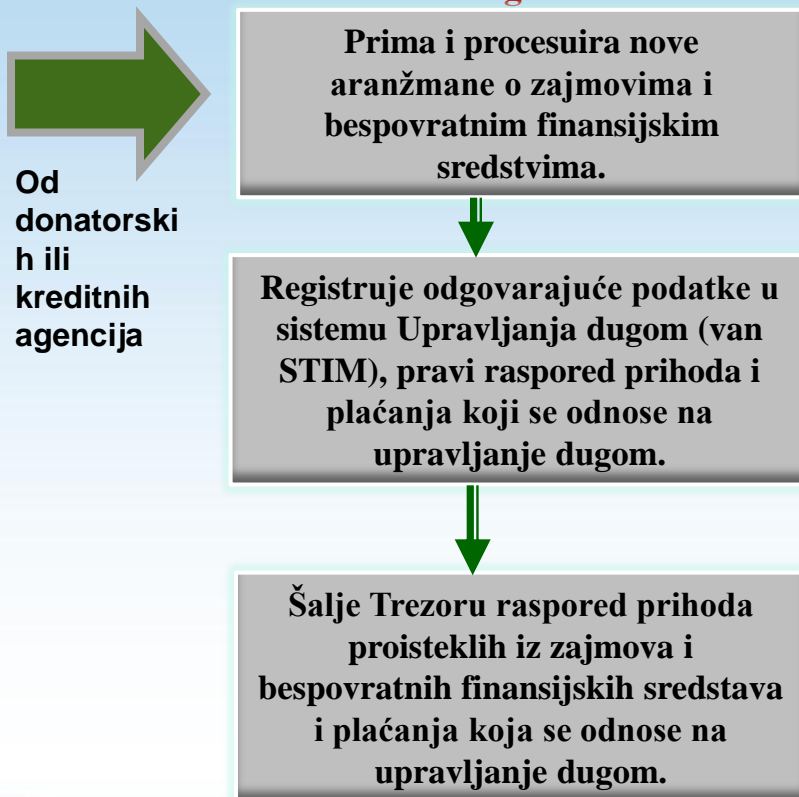 Prima i procesuira nove
aranžmane o zajmovima i
bespovratnim finansijskim
sredstvima.
Od
donatorski
h ili
kreditnih
agencija
Registruje odgovarajuće podatke u
sistemu Upravljanja dugom (van
STIM), pravi raspored prihoda i
plaćanja koji se odnose na
upravljanje dugom.
Šalje Trezoru raspored prihoda
proisteklih iz zajmova i
bespovratnih finansijskih sredstava
i plaćanja koja se odnose na
upravljanje dugom.